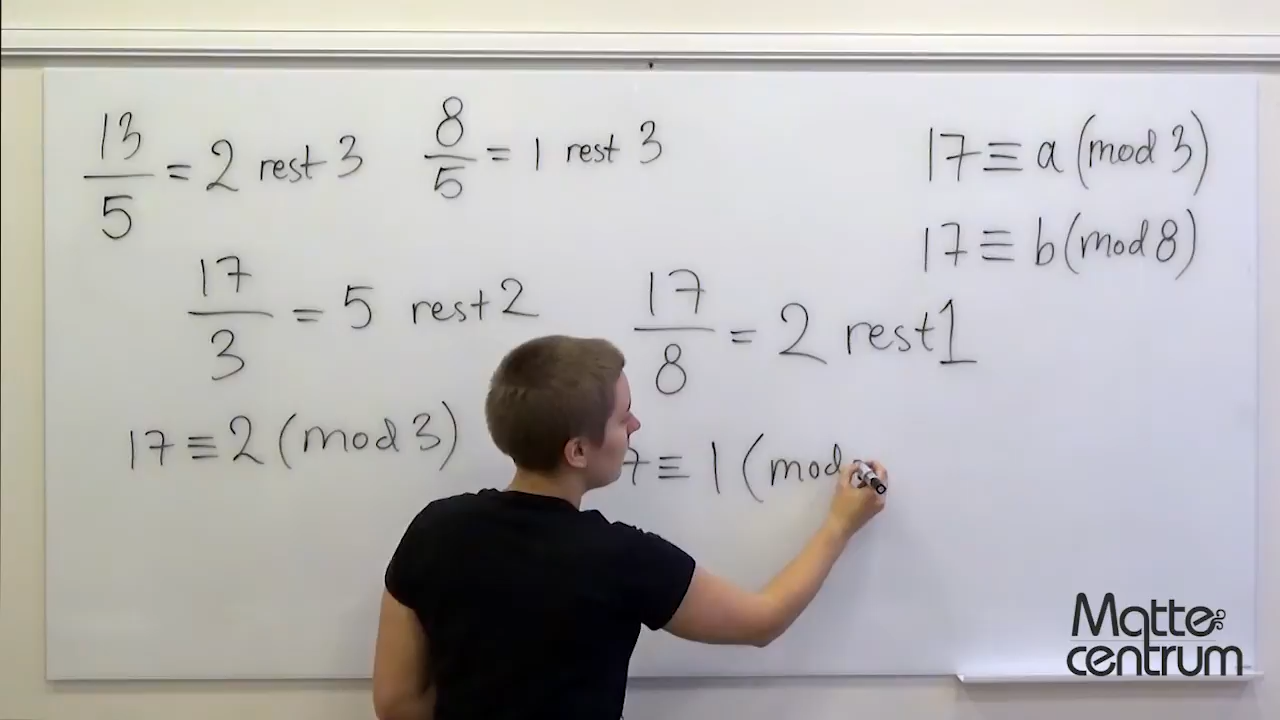 13/5 = 2 rest 3
8/5 = 1 rest 3
17 ≡ a (mod 3)
17 ≡ b (mod 8)
17/3 = 5 rest 2
17/8 = 2 rest 1
17 ≡ 2 (mod 3)
7 ≡ 1 (mod
Matte
centrum